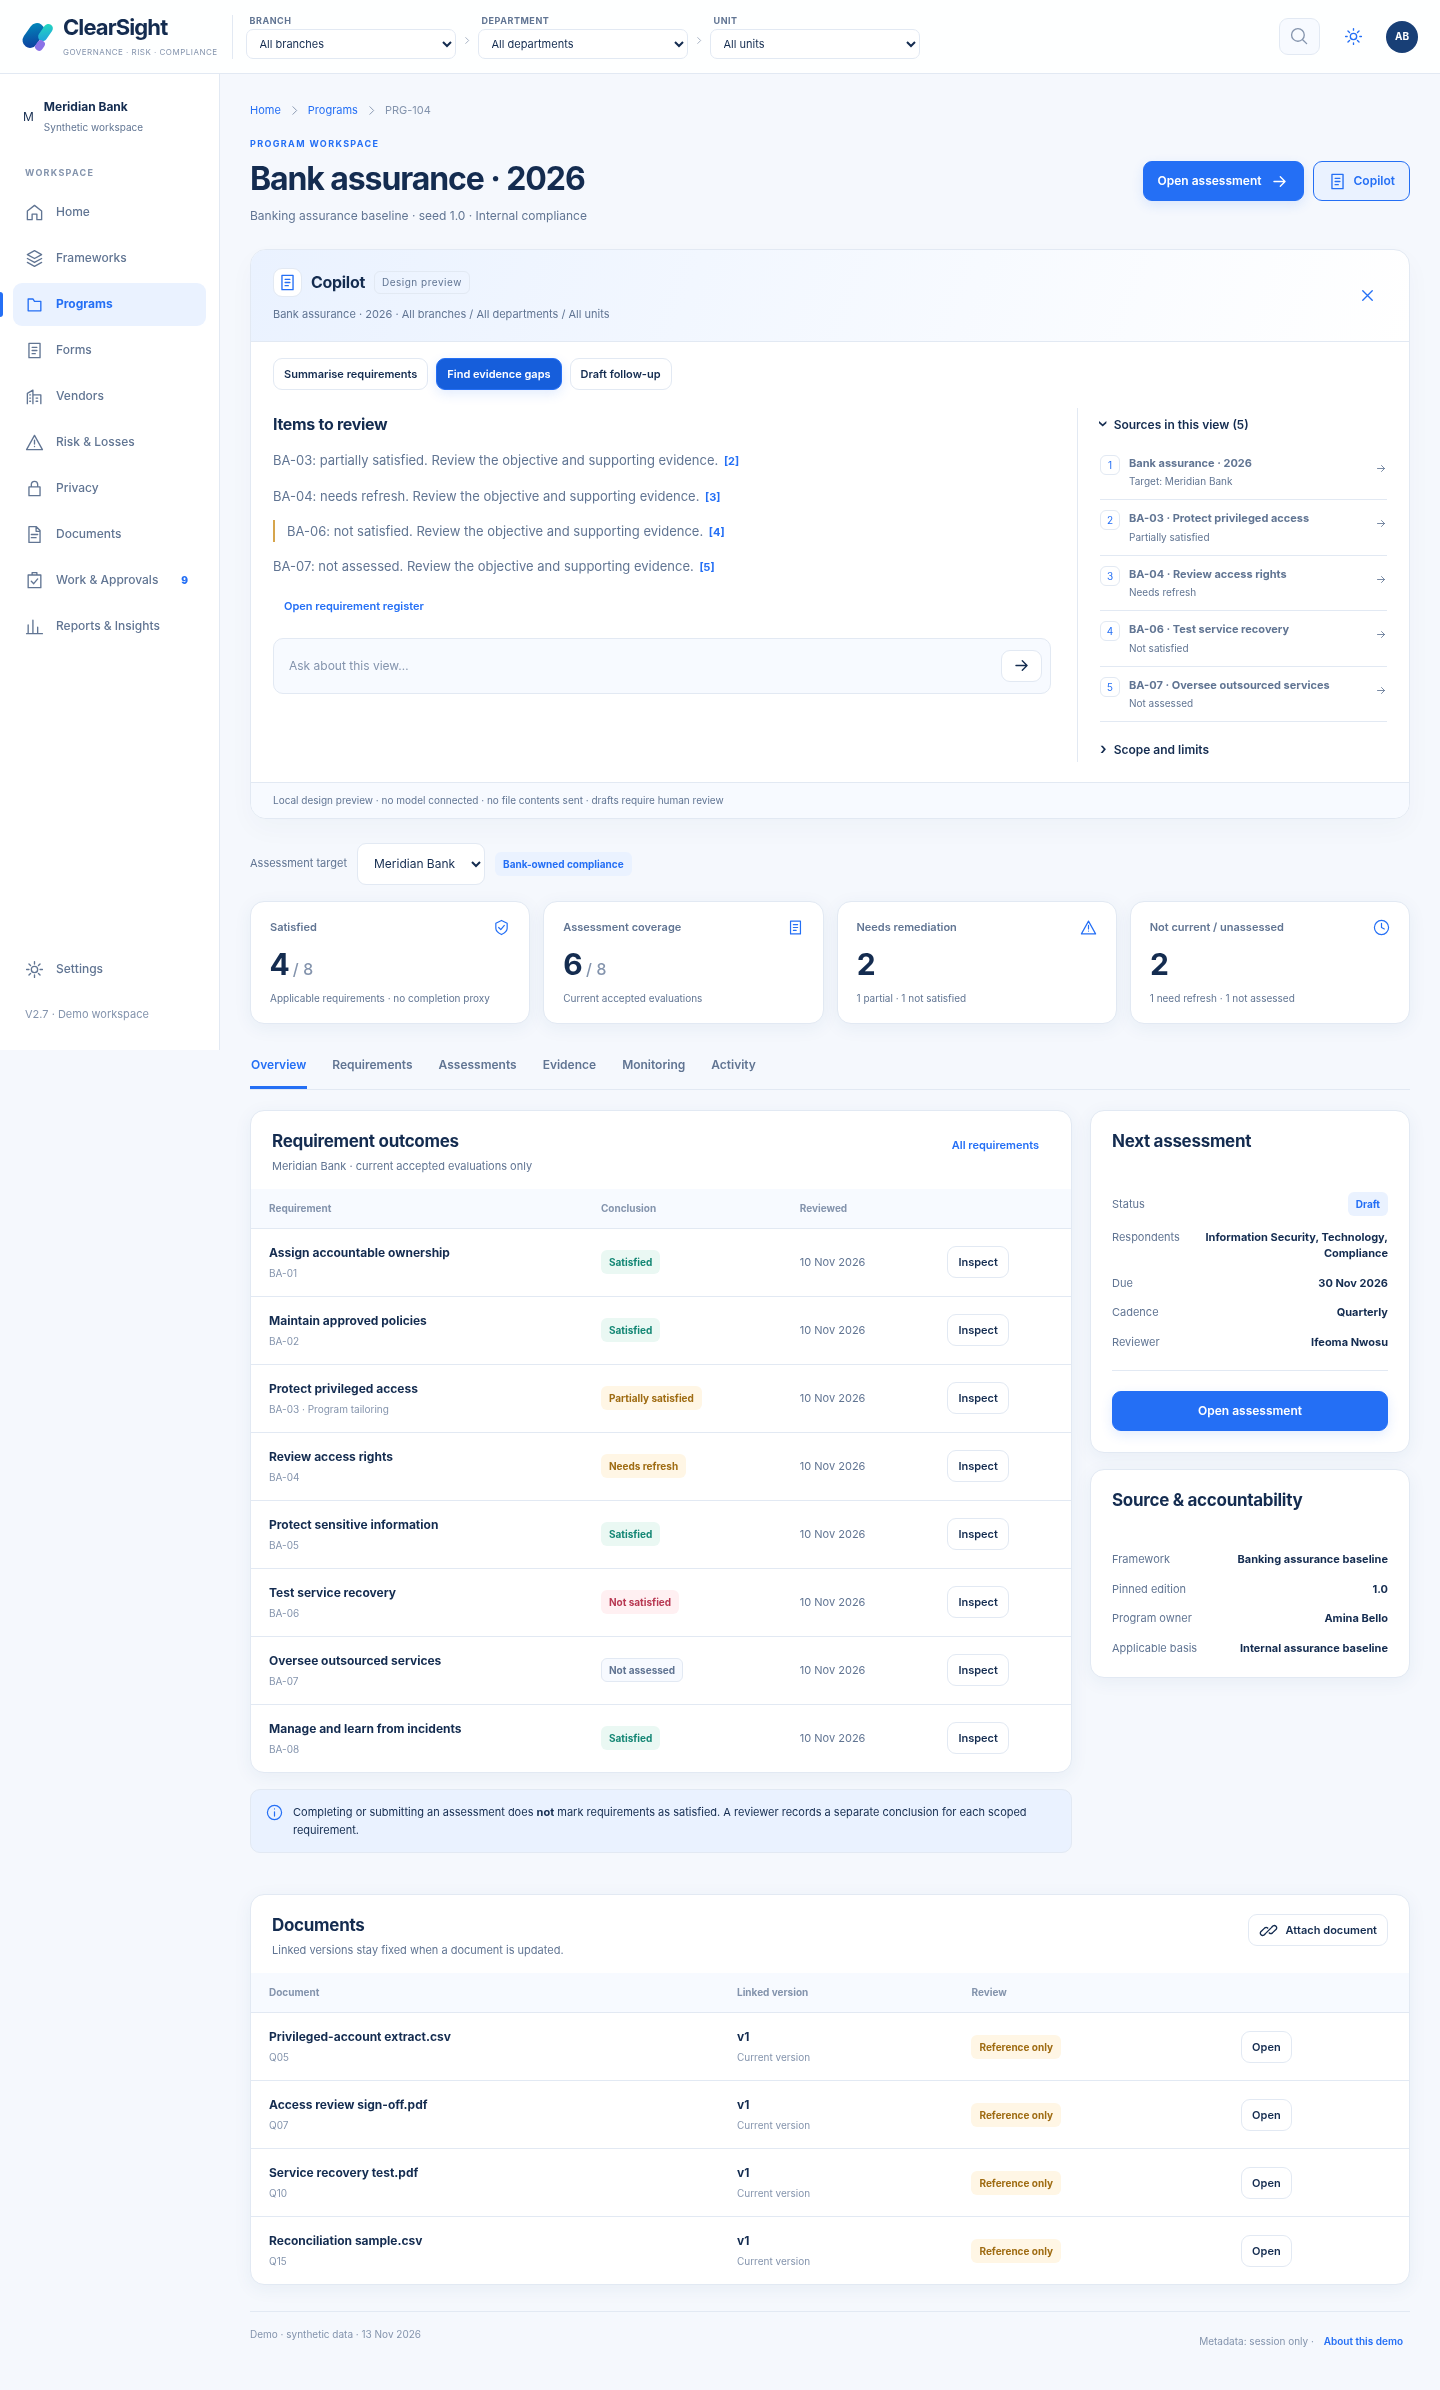 ClearSight
GOVERNANCE · RISK · COMPLIANCE
BRANCH
All branches
DEPARTMENT
All departments
UNIT
All units
AB
M
Meridian Bank
Synthetic workspace
WORKSPACE
Home
Frameworks
Programs
Forms
Vendors
Risk & Losses
Privacy
Documents
Work & Approvals 9
Reports & Insights
Settings
V2.7 · Demo workspace
Home > Programs > PRG-104
PROGRAM WORKSPACE
Bank assurance · 2026
Banking assurance baseline · seed 1.0 · Internal compliance
Open assessment →
Copilot
Copilot Design preview
Bank assurance · 2026 · All branches / All departments / All units
Summarise requirements
Find evidence gaps
Draft follow-up
Items to review
BA-03: partially satisfied. Review the objective and supporting evidence. [2]
BA-04: needs refresh. Review the objective and supporting evidence. [3]
BA-06: not satisfied. Review the objective and supporting evidence. [4]
BA-07: not assessed. Review the objective and supporting evidence. [5]
Open requirement register
Ask about this view...
Sources in this view (5)
1 Bank assurance · 2026
Target: Meridian Bank
2 BA-03 · Protect privileged access
Partially satisfied
3 BA-04 · Review access rights
Needs refresh
4 BA-06 · Test service recovery
Not satisfied
5 BA-07 · Oversee outsourced services
Not assessed
Scope and limits
Local design preview · no model connected · no file contents sent · drafts require human review
Assessment target Meridian Bank Bank-owned compliance
Satisfied
4 / 8
Applicable requirements · no completion proxy
Assessment coverage
6 / 8
Current accepted evaluations
Needs remediation
2
1 partial · 1 not satisfied
Not current / unassessed
2
1 need refresh · 1 not assessed
Overview Requirements Assessments Evidence Monitoring Activity
Requirement outcomes
Meridian Bank · current accepted evaluations only
All requirements
Requirement Conclusion Reviewed
Assign accountable ownership
BA-01
Satisfied 10 Nov 2026 Inspect
Maintain approved policies
BA-02
Satisfied 10 Nov 2026 Inspect
Protect privileged access
BA-03 · Program tailoring
Partially satisfied 10 Nov 2026 Inspect
Review access rights
BA-04
Needs refresh 10 Nov 2026 Inspect
Protect sensitive information
BA-05
Satisfied 10 Nov 2026 Inspect
Test service recovery
BA-06
Not satisfied 10 Nov 2026 Inspect
Oversee outsourced services
BA-07
Not assessed 10 Nov 2026 Inspect
Manage and learn from incidents
BA-08
Satisfied 10 Nov 2026 Inspect
Completing or submitting an assessment does not mark requirements as satisfied. A reviewer records a separate conclusion for each scoped
requirement.
Next assessment
Status Draft
Respondents Information Security, Technology,
Compliance
Due 30 Nov 2026
Cadence Quarterly
Reviewer Ifeoma Nwosu
Open assessment
Source & accountability
Framework Banking assurance baseline
Pinned edition 1.0
Program owner Amina Bello
Applicable basis Internal assurance baseline
Documents
Linked versions stay fixed when a document is updated.
Attach document
Document Linked version Review
Privileged-account extract.csv
Q05
v1
Current version
Reference only Open
Access review sign-off.pdf
Q07
v1
Current version
Reference only Open
Service recovery test.pdf
Q10
v1
Current version
Reference only Open
Reconciliation sample.csv
Q15
v1
Current version
Reference only Open
Demo · synthetic data · 13 Nov 2026
Metadata: session only · About this demo